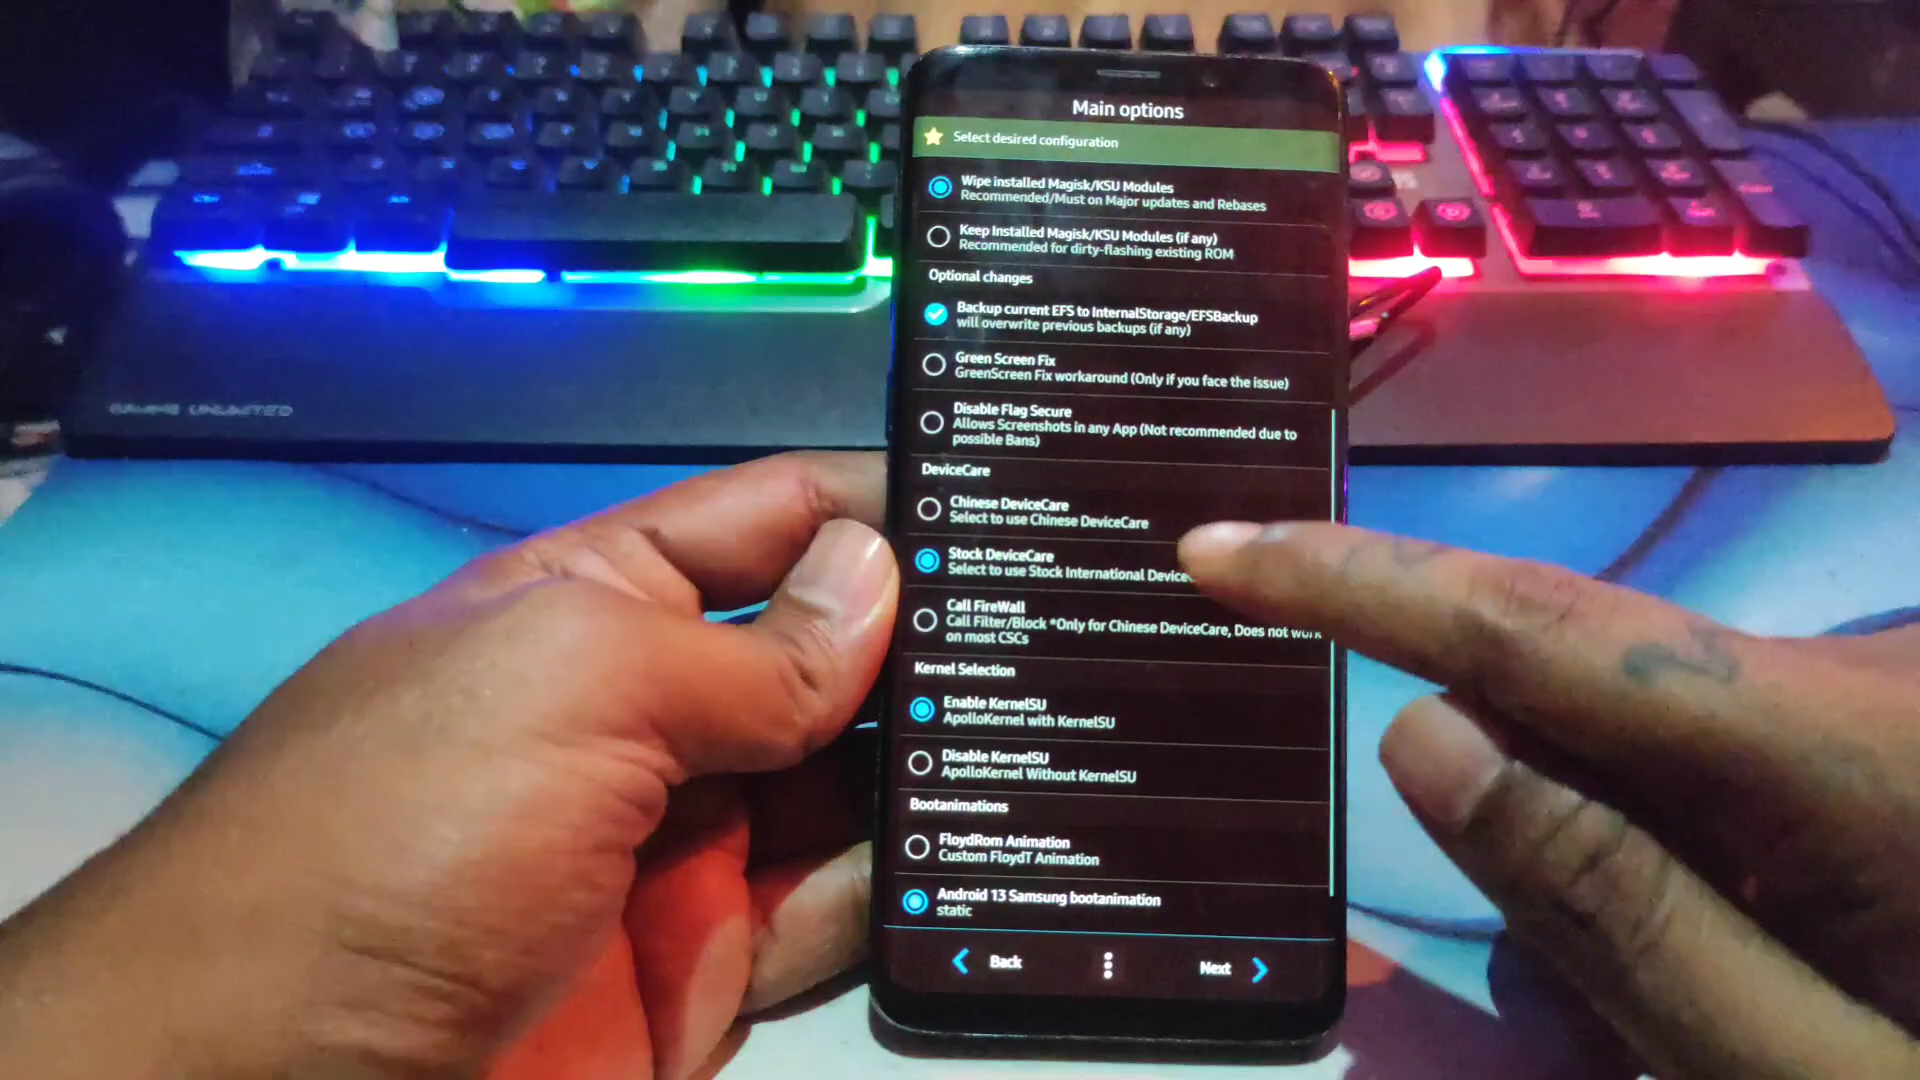 Main options
Select desired configuration
Wipe installed Magisk/KSU Modules
Recommended/Must on Major updates and Rebases
Keep Installed Magisk/KSU Modules (if any)
Recommended for dirty-flashing existing ROM
Optional changes
Backup current EFS to InternalStorage/EFSBackup
will overwrite previous backups (if any)
Green Screen Fix
GreenScreen Fix workaround (Only if you face the issue)
Disable Flag Secure
Allows Screenshots in any App (Not recommended due to
possible Bans)
DeviceCare
Chinese DeviceCare
Select to use Chinese DeviceCare
Stock DeviceCare
Select to use Stock International Device
Call FireWall
Call Filter/Block *Only for Chinese DeviceCare, Does not work
on most CSCs
Kernel Selection
Enable KernelSU
ApolloKernel with KernelSU
Disable KernelSU
ApolloKernel Without KernelSU
Bootanimations
FloydRom Animation
Custom FloydT Animation
Android 13 Samsung bootanimation
static
Back
Next